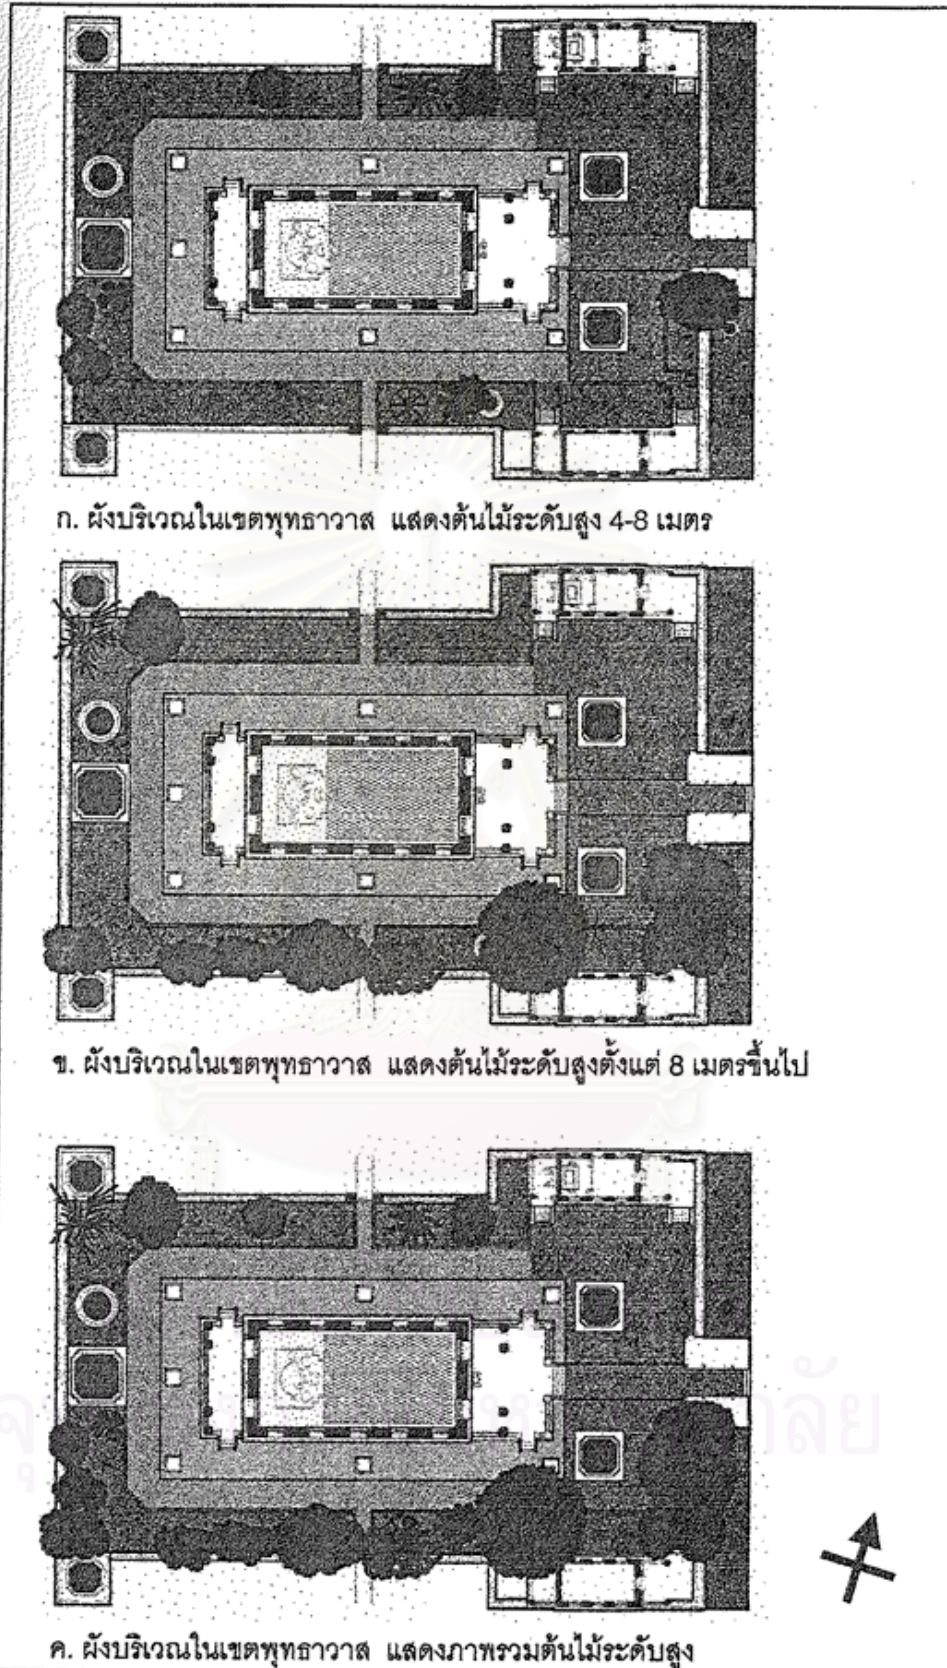 ก. ผังบริเวณในเขตพุทธาวาส แสดงต้นไม้ระดับสูง 4-8 เมตร
ข. ผังบริเวณในเขตพุทธาวาส แสดงต้นไม้ระดับสูงตั้งแต่ 8 เมตรขึ้นไป
ค. ผังบริเวณในเขตพุทธาวาส แสดงภาพรวมต้นไม้ระดับสูง